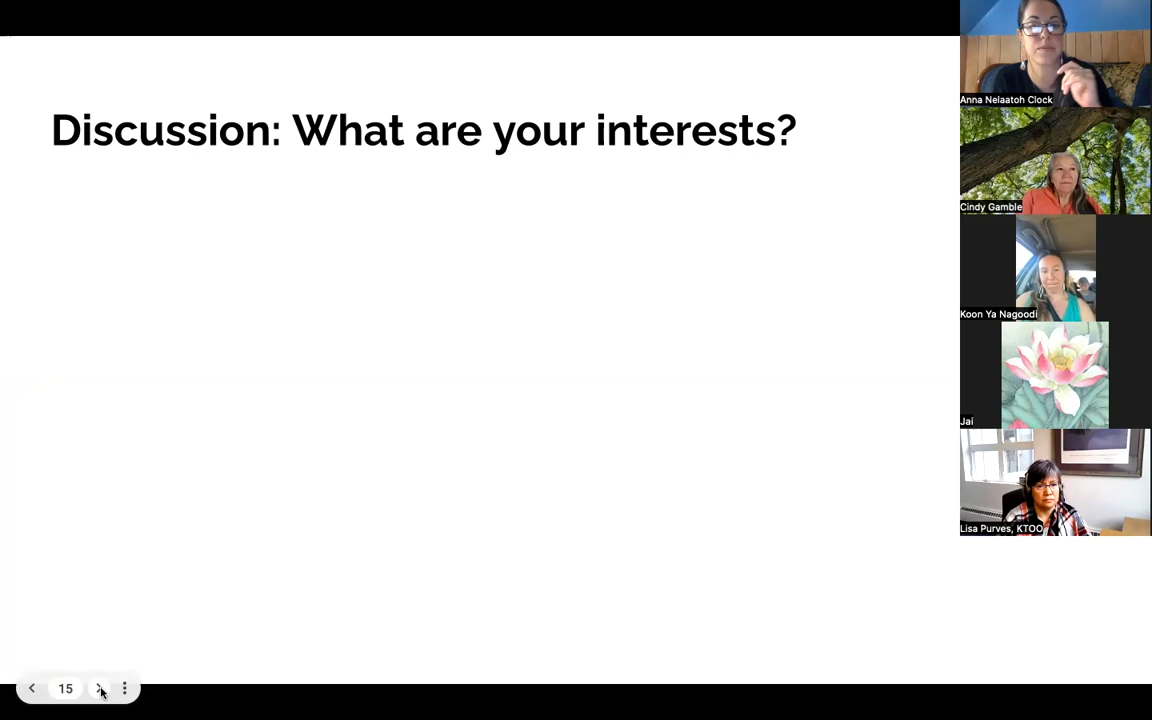 Discussion: What are your interests?
Anna Nelaatoh Clock
Cindy Gamble
Koon Ya Nagoodi
Jai
Lisa Purves, KTOO
15